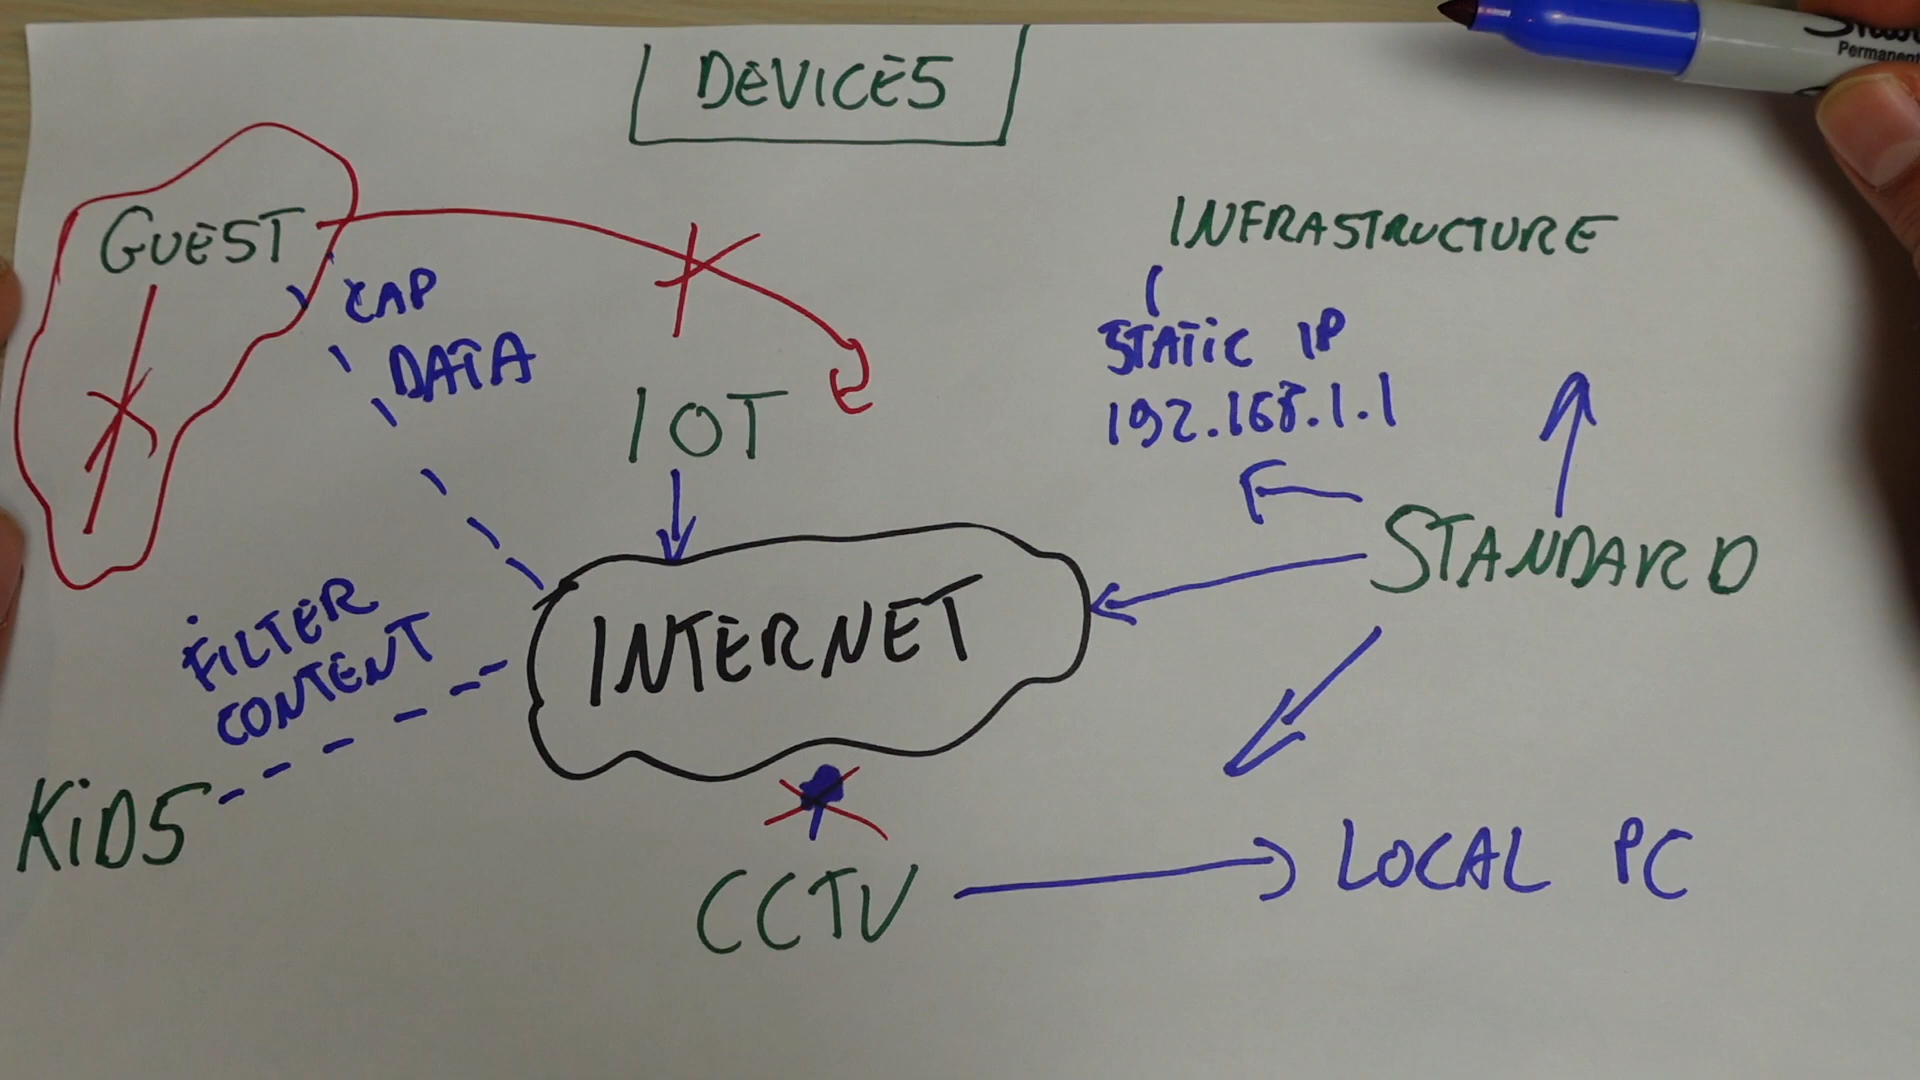 DEVICES
GUEST
INFRASTRUCTURE
CAP
DATA
STATIC IP
192.168.1.1
IOT
STANDARD
FILTER
CONTENT
INTERNET
KiDS
CCTV
LOCAL PC
Permanent